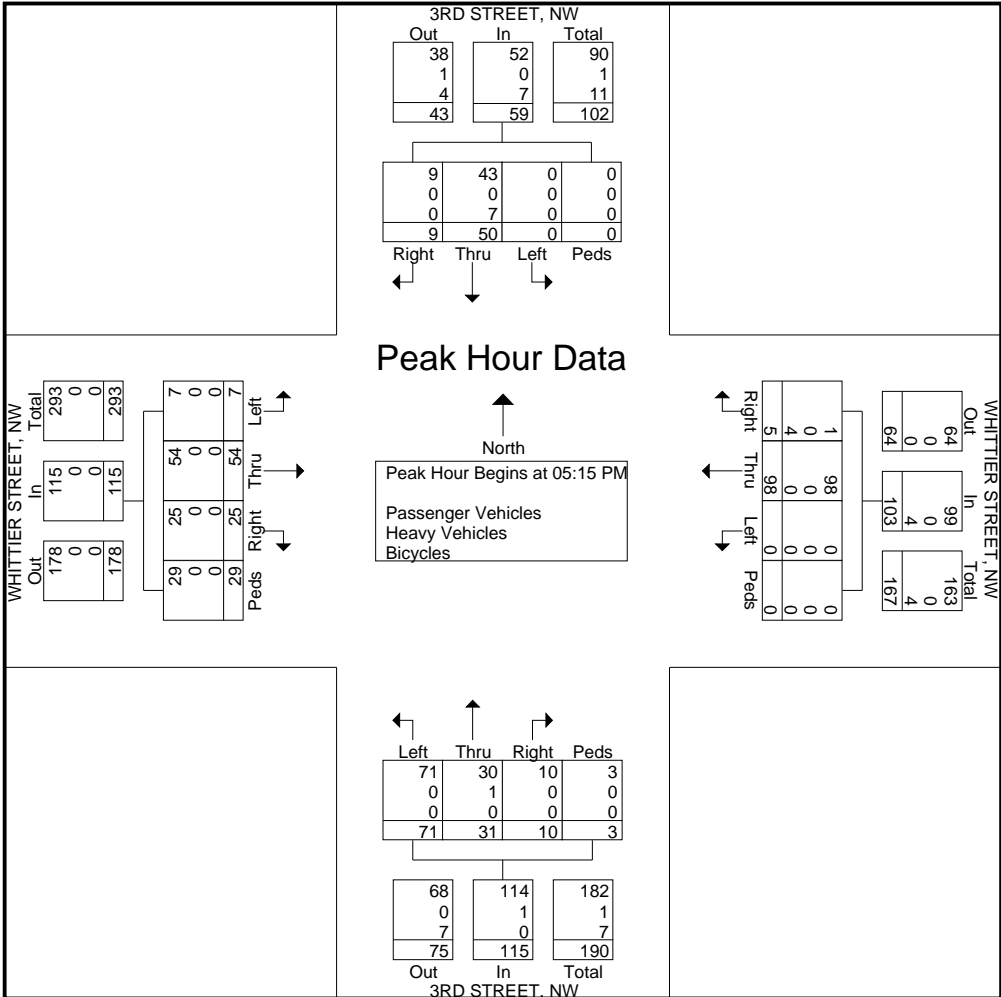 3RD STREET, NW
Out In Total
38 52 90
1 0 1
4 7 11
43 59 102
9 43 0 0
0 0 0 0
0 7 0 0
9 50 0 0
Right Thru Left Peds
Peak Hour Data
North
Peak Hour Begins at 05:15 PM
Passenger Vehicles
Heavy Vehicles
Bicycles
WHITTIER STREET, NW
Total In Out
293 115 178
0 0 0
0 0 0
293 115 178
7 54 25 29
0 0 0 0
0 0 0 0
7 54 25 29
Left Thru Right Peds
WHITTIER STREET, NW
Out In Total
64 99 163
0 0 0
0 4 4
64 103 167
1 98 0 0
0 0 0 0
4 0 0 0
5 98 0 0
Right Thru Left Peds
Left Thru Right Peds
71 30 10 3
0 1 0 0
0 0 0 0
71 31 10 3
68 114 182
0 1 1
7 0 7
75 115 190
Out In Total
3RD STREET, NW